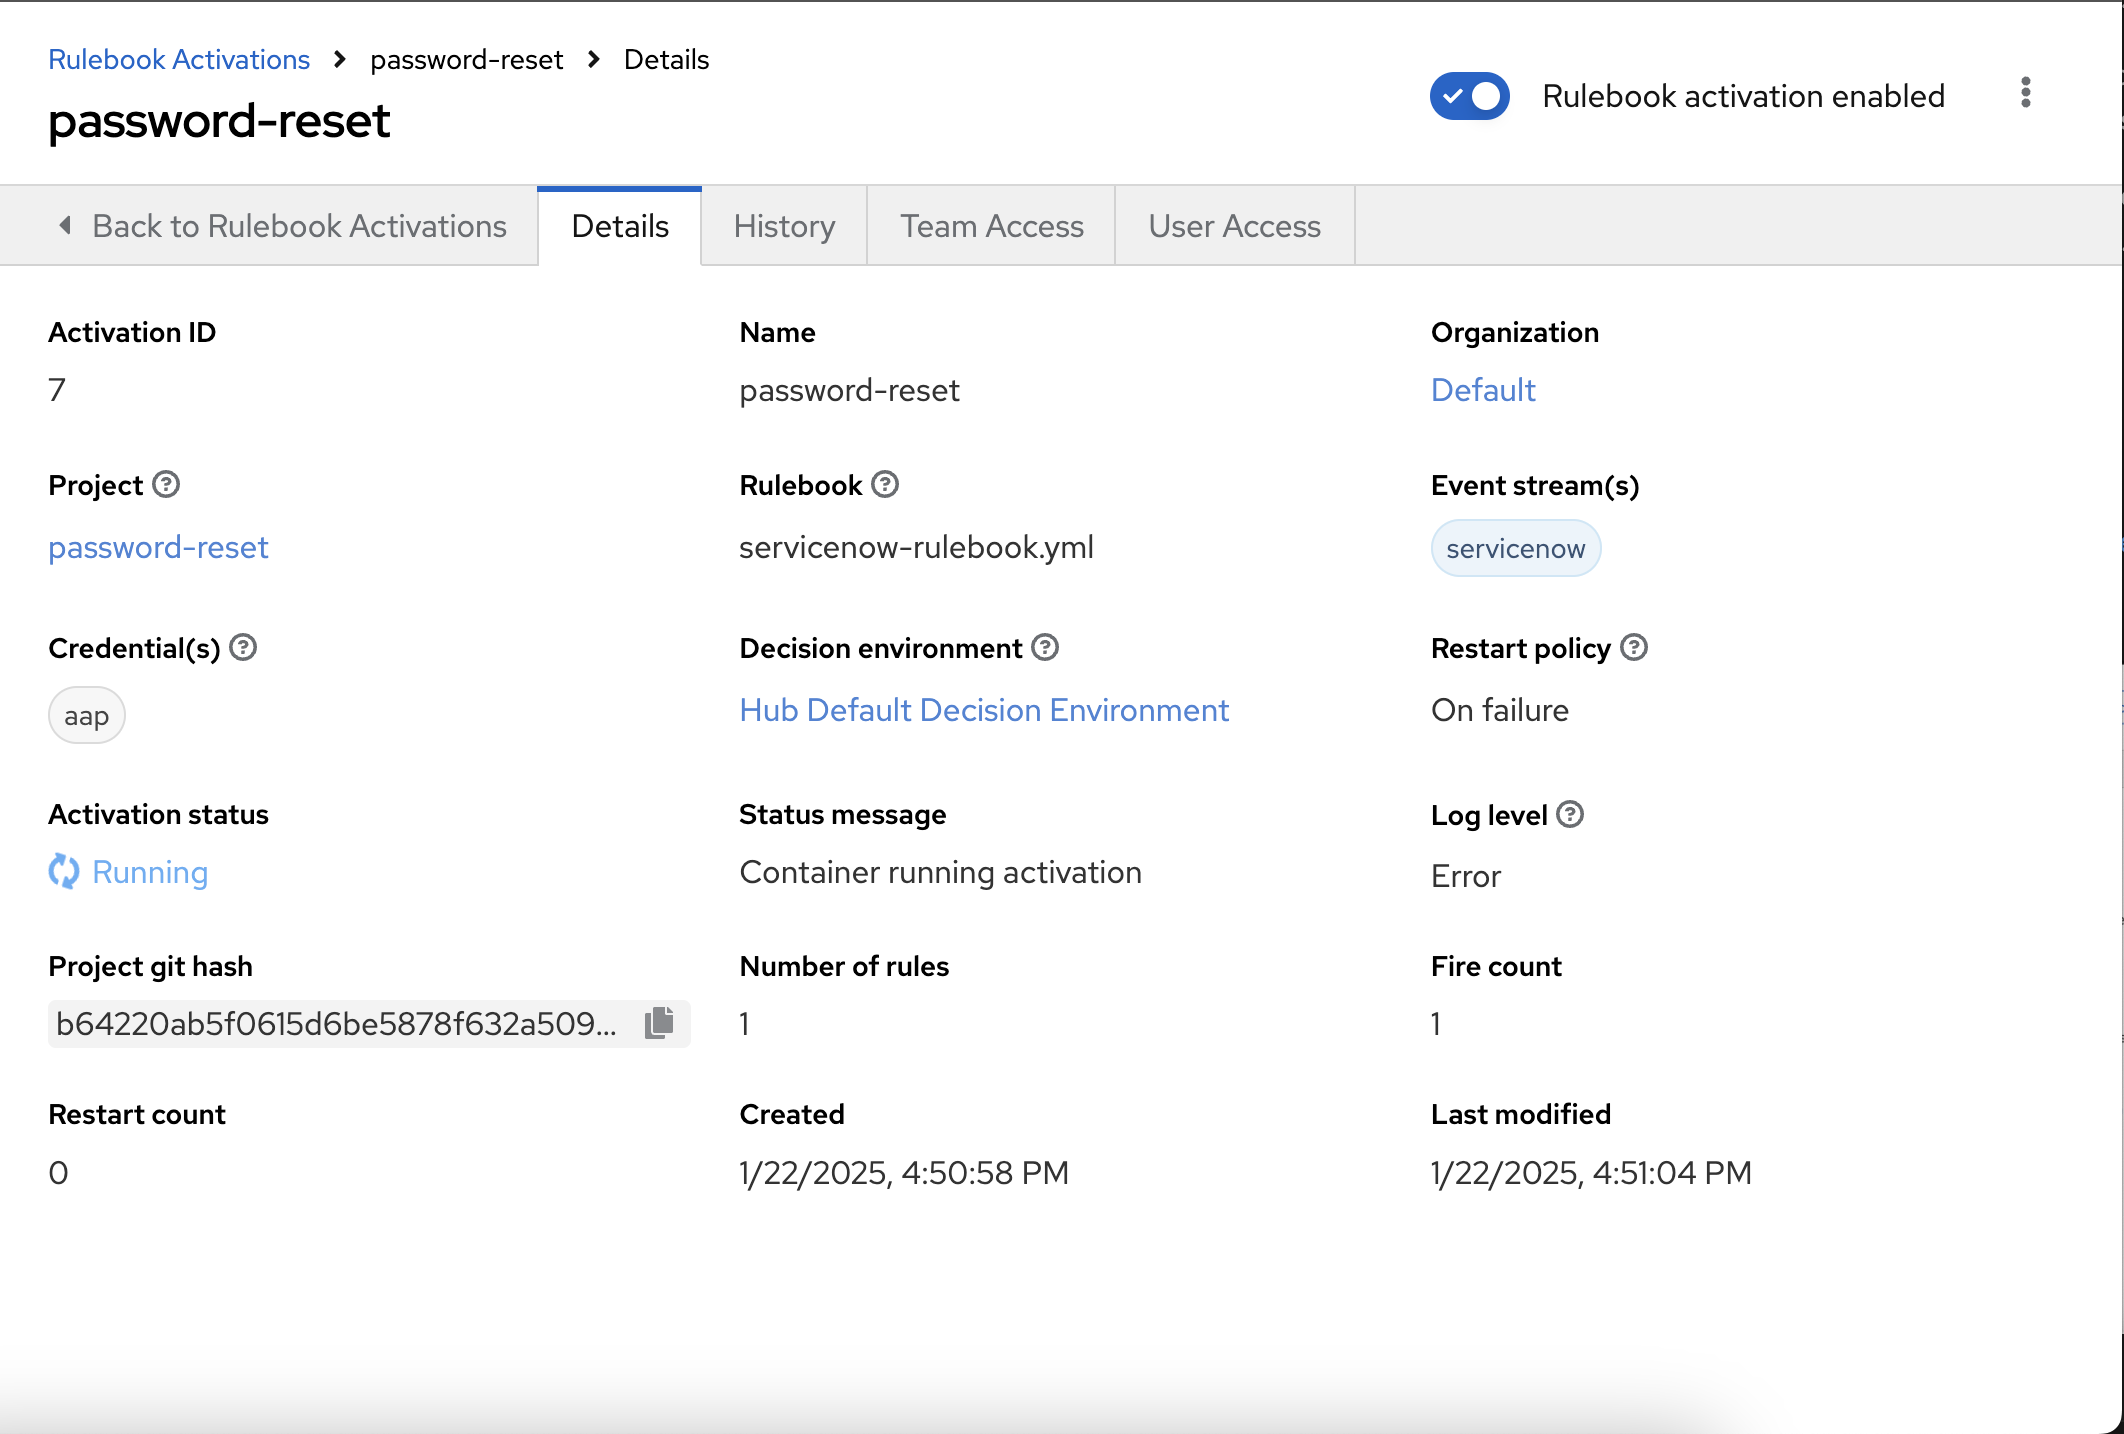 Rulebook Activations > password-reset > Details
password-reset
Rulebook activation enabled
Back to Rulebook Activations
Details
History
Team Access
User Access
Activation ID
7
Name
password-reset
Organization
Default
Project
password-reset
Rulebook
servicenow-rulebook.yml
Event stream(s)
servicenow
Credential(s)
aap
Decision environment
Hub Default Decision Environment
Restart policy
On failure
Activation status
Running
Status message
Container running activation
Log level
Error
Project git hash
b64220ab5f0615d6be5878f632a509...
Number of rules
1
Fire count
1
Restart count
0
Created
1/22/2025, 4:50:58 PM
Last modified
1/22/2025, 4:51:04 PM